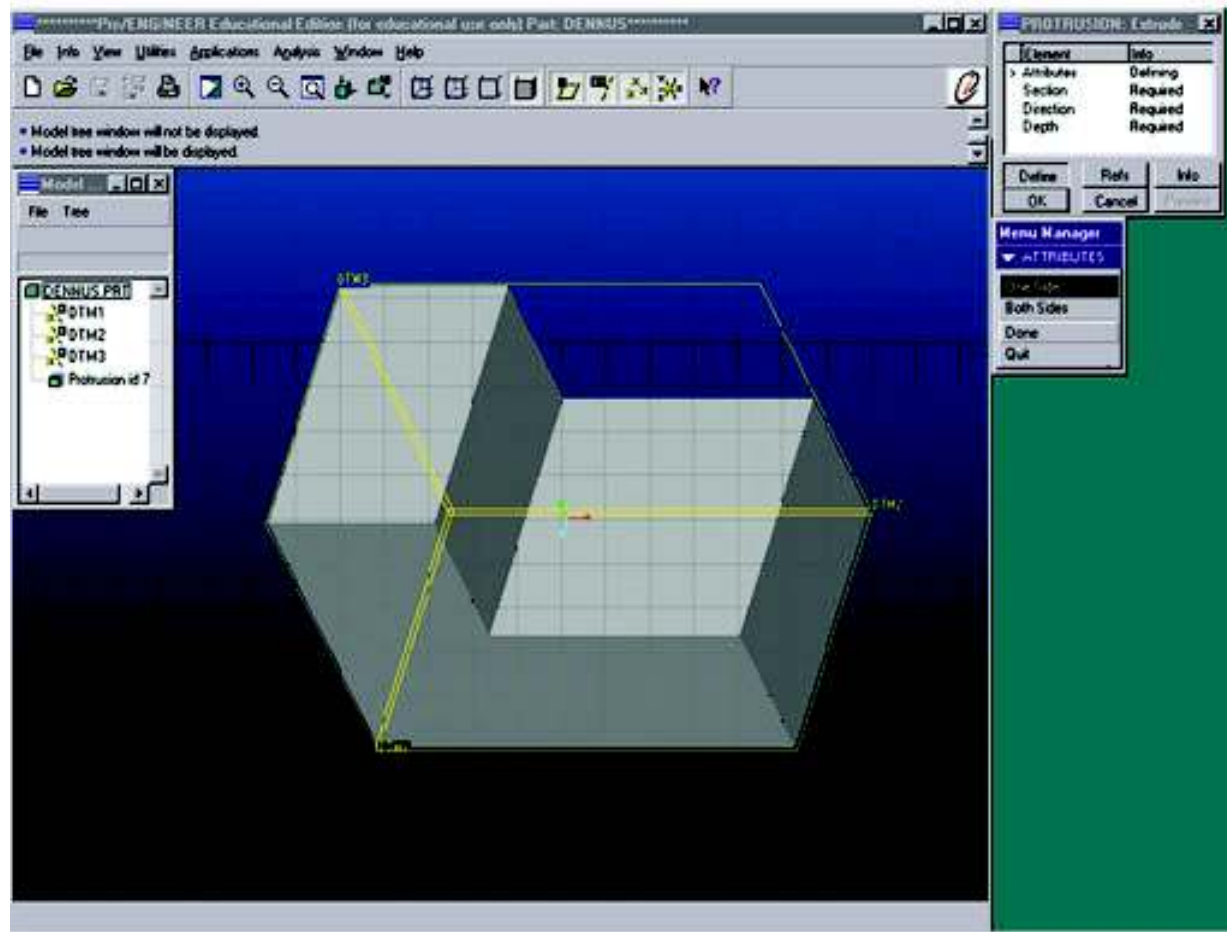 **********Pro/ENGINEER Educational Edition (for educational use only) Part: DENNUS**********
File Info View Utilities Applications Analysis Window Help
• Model tree window will not be displayed.
• Model tree window will be displayed.
Model
File Tree
DENNUS.PRT
DTM1
DTM2
DTM3
Protrusion id 7
DTM3
PROTRUSION: Extrude
Element Info
> Attributes Defining
Section Required
Direction Required
Depth Required
Define Refs Info
OK Cancel Preview
Menu Manager
ATTRIBUTES
One Side
Both Sides
Done
Quit